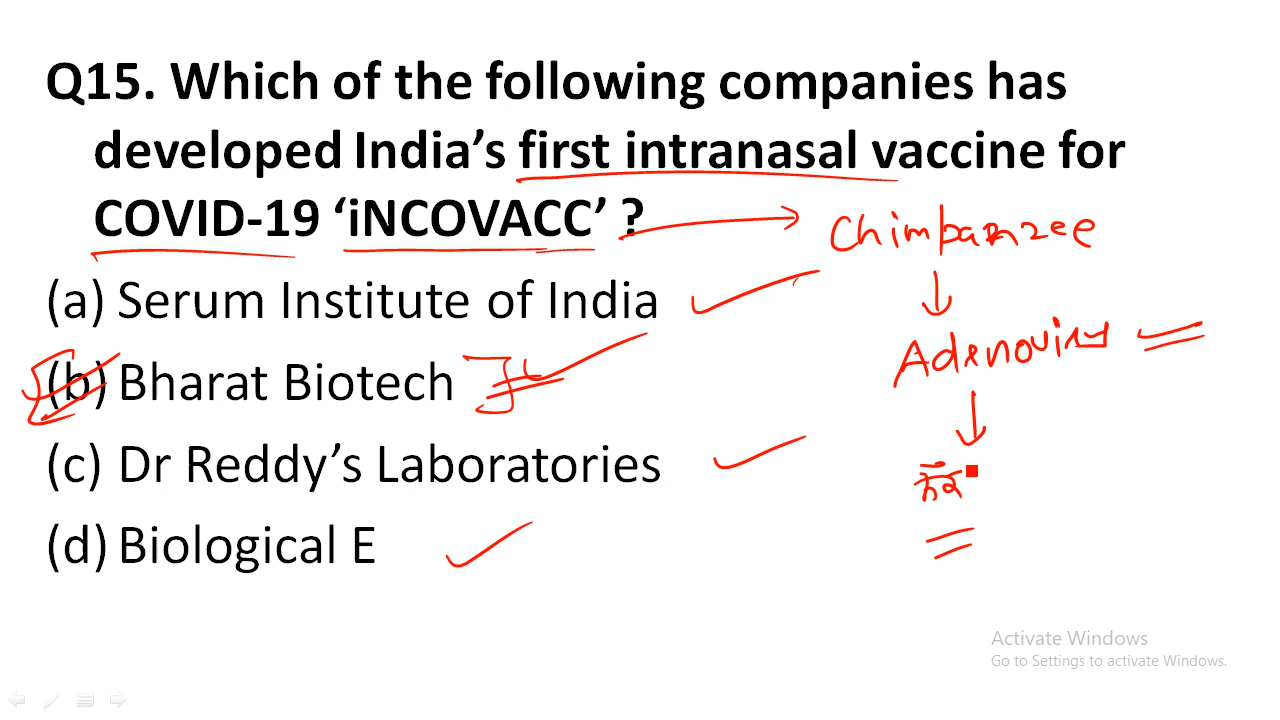 Q15. Which of the following companies has
developed India’s first intranasal vaccine for
COVID-19 ‘iNCOVACC’ ?
Chimpanzee
(a) Serum Institute of India
Adenovirus
(b) Bharat Biotech
(c) Dr Reddy’s Laboratories
(d) Biological E
Activate Windows
Go to Settings to activate Windows.